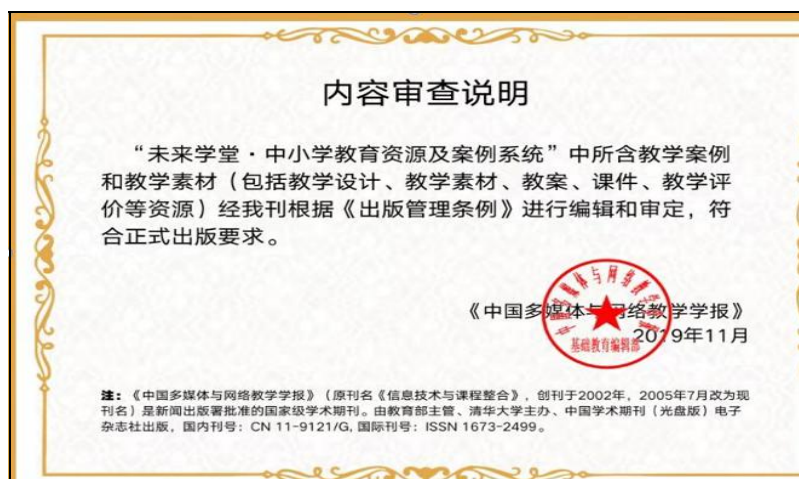 内容审查说明
“未来学堂·中小学教育资源及案例系统”中所含教学案例
和教学素材（包括教学设计、教学素材、教案、课件、教学评
价等资源）经我刊根据《出版管理条例》进行编辑和审定，符
合正式出版要求。
《中国多媒体与网络教学学报》
2019年11月
基础教育编辑部
注：《中国多媒体与网络教学学报》（原刊名《信息技术与课程整合》，创刊于2002年，2005年7月改为现
刊名）是新闻出版署批准的国家级学术期刊。由教育部主管、清华大学主办、中国学术期刊（光盘版）电子
杂志社出版，国内刊号：CN 11-9121/G, 国际刊号：ISSN 1673-2499。